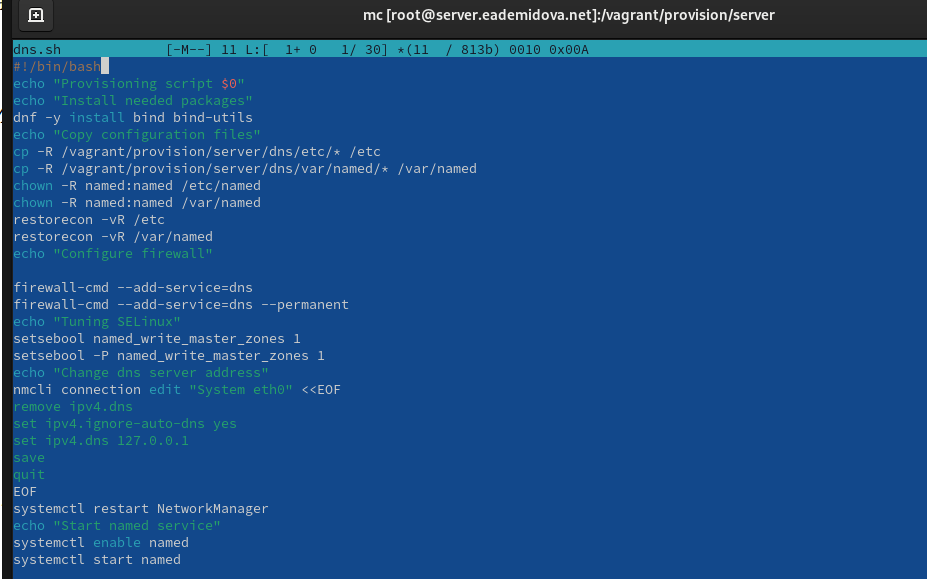 mc [root@server.eademidova.net]:/vagrant/provision/server
dns.sh [-M--] 11 L:[ 1+ 0 1/ 30] *(11 / 813b) 0010 0x00A
#!/bin/bash
echo "Provisioning script $0"
echo "Install needed packages"
dnf -y install bind bind-utils
echo "Copy configuration files"
cp -R /vagrant/provision/server/dns/etc/* /etc
cp -R /vagrant/provision/server/dns/var/named/* /var/named
chown -R named:named /etc/named
chown -R named:named /var/named
restorecon -vR /etc
restorecon -vR /var/named
echo "Configure firewall"
firewall-cmd --add-service=dns
firewall-cmd --add-service=dns --permanent
echo "Tuning SELinux"
setsebool named_write_master_zones 1
setsebool -P named_write_master_zones 1
echo "Change dns server address"
nmcli connection edit "System eth0" <<EOF
remove ipv4.dns
set ipv4.ignore-auto-dns yes
set ipv4.dns 127.0.0.1
save
quit
EOF
systemctl restart NetworkManager
echo "Start named service"
systemctl enable named
systemctl start named